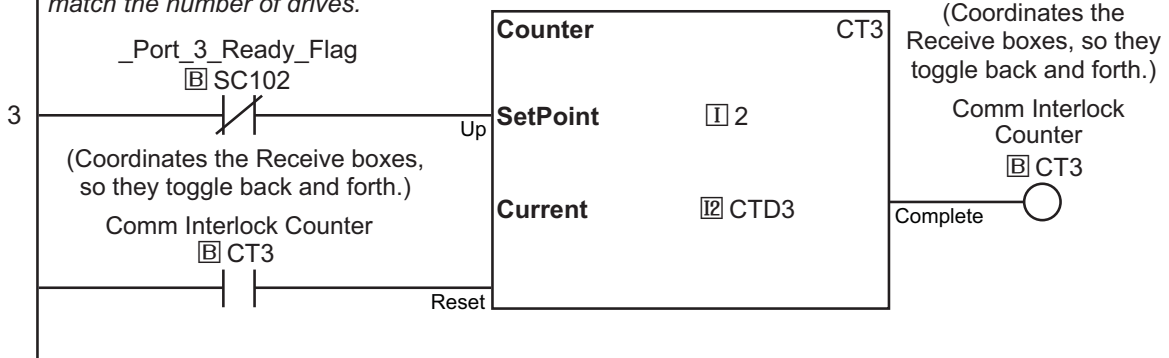 match the number of drives.
_Port_3_Ready_Flag
B SC102
3
Up
(Coordinates the Receive boxes,
so they toggle back and forth.)
Comm Interlock Counter
B CT3
Reset
Counter CT3
SetPoint I 2
Current I2 CTD3
Complete
(Coordinates the
Receive boxes, so they
toggle back and forth.)
Comm Interlock
Counter
B CT3